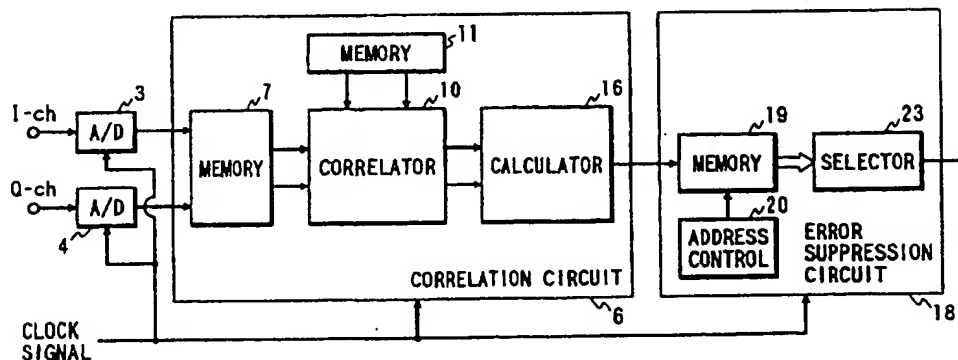 11
MEMORY
I-ch
3
A/D
7
MEMORY
10
CORRELATOR
16
CALCULATOR
19
MEMORY
23
SELECTOR
Q-ch
A/D
4
20
ADDRESS
CONTROL
ERROR
SUPPRESSION
CIRCUIT
CORRELATION CIRCUIT
6
18
CLOCK
SIGNAL